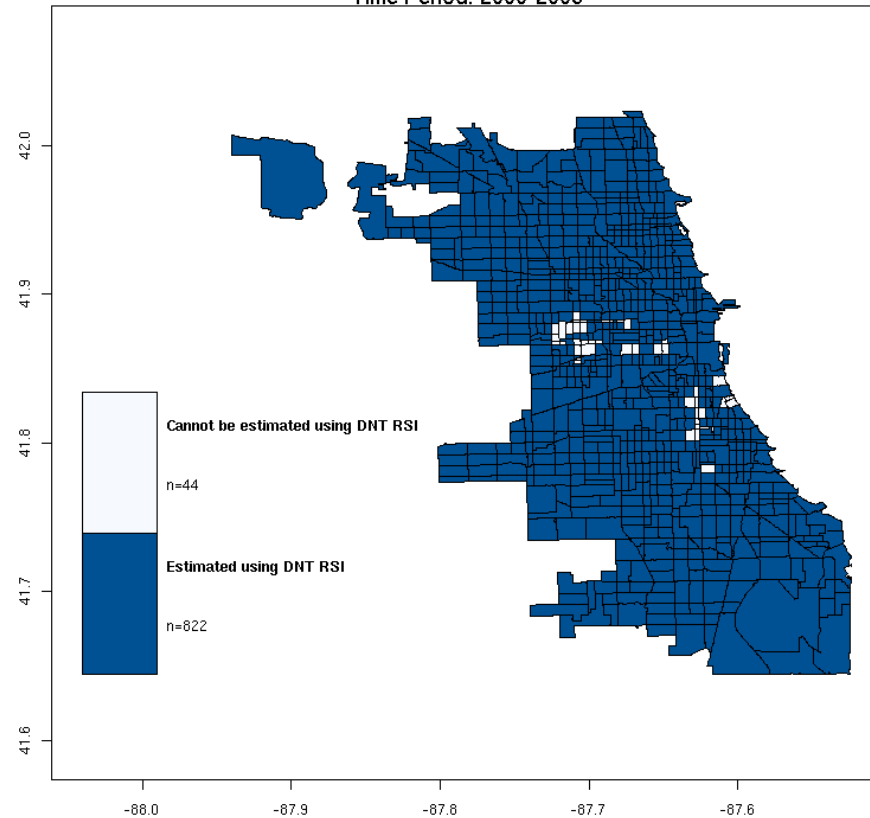 42.0
41.9
Cannot be estimated using DNT RSI
41.8
n=44
Estimated using DNT RSI
41.7
n=822
41.6
-88.0 -87.9 -87.8 -87.7 -87.6